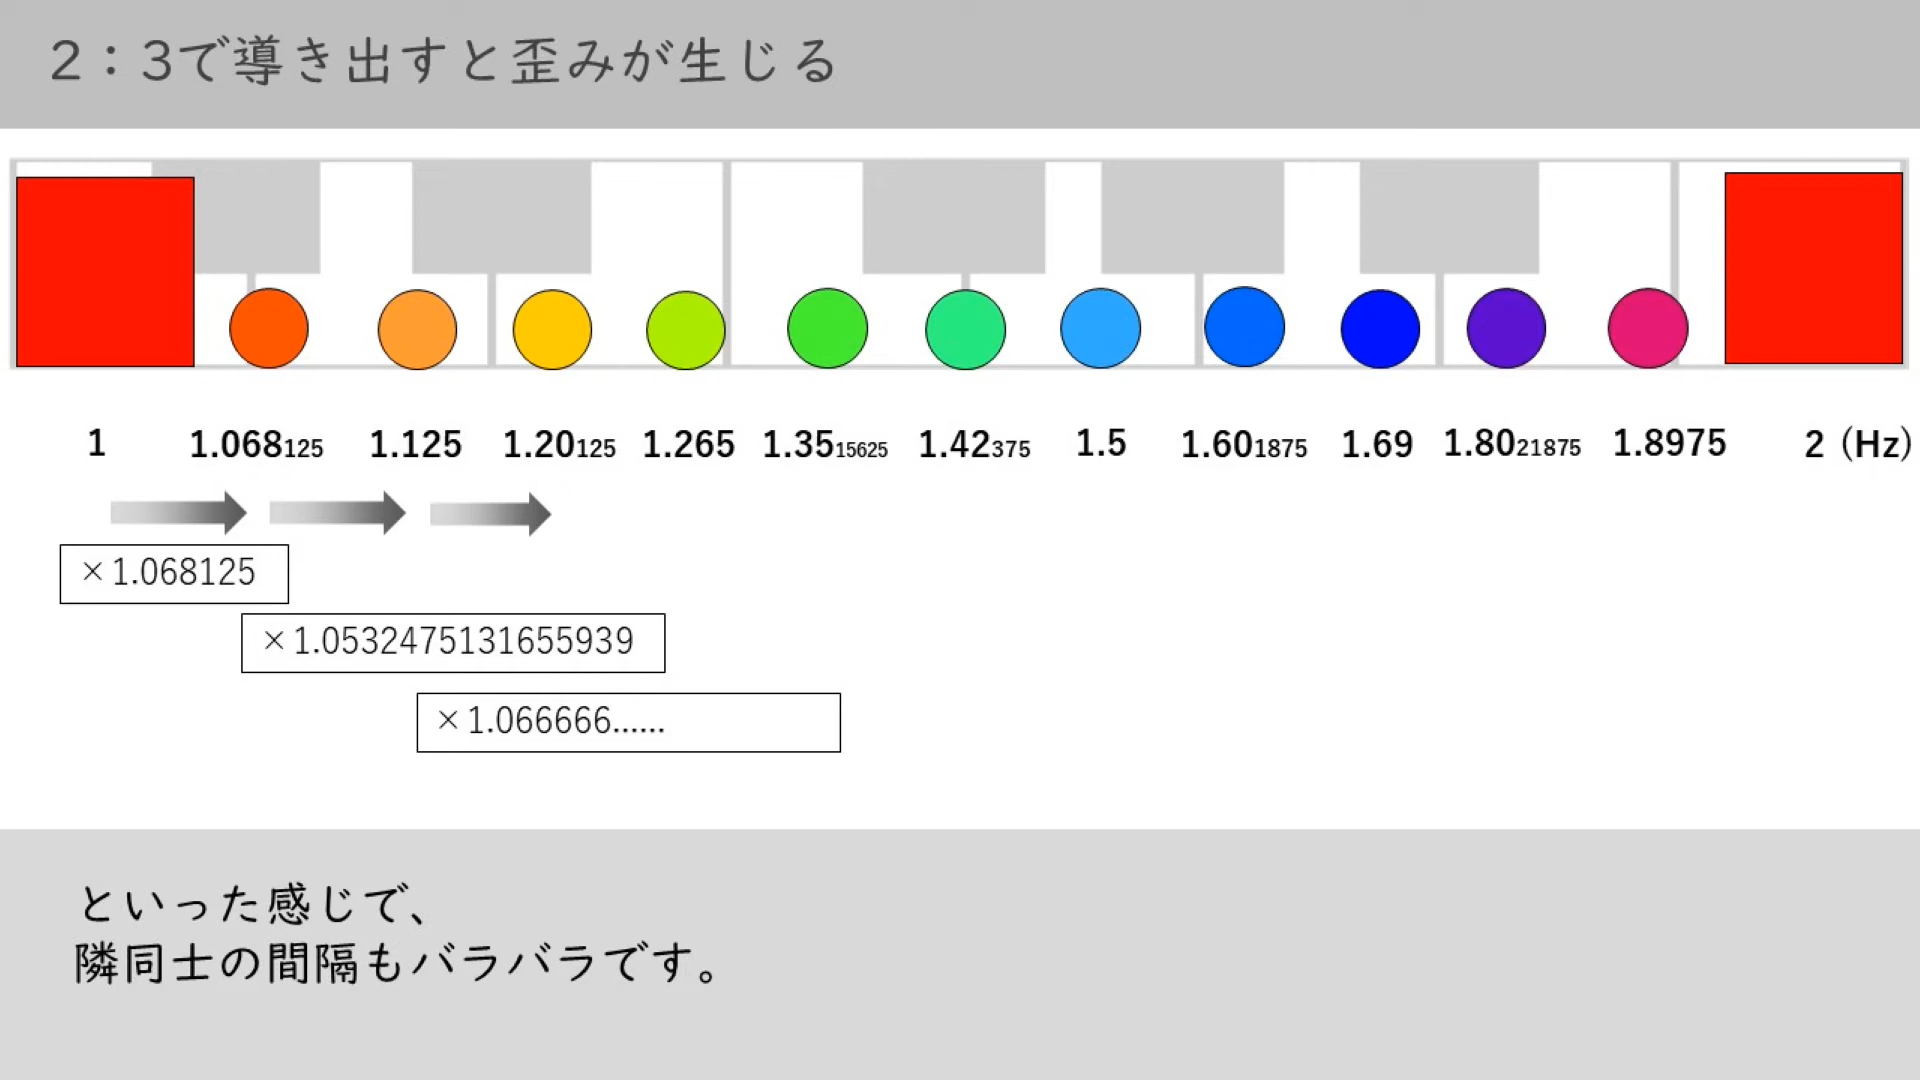 2：3で導き出すと歪みが生じる
1 1.068125 1.125 1.20125 1.265 1.3515625 1.42375 1.5 1.601875 1.69 1.8021875 1.8975 2（Hz）
×1.068125
×1.0532475131655939
×1.066666......
といった感じで、
隣同士の間隔もバラバラです。